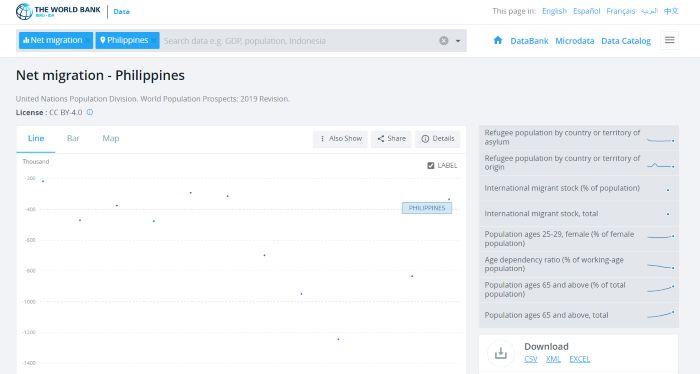 THE WORLD BANK
IBRD • IDA
Data
This page in: English Español Français العربية 中文
Net migration Philippines Search data e.g. GDP, population, Indonesia
DataBank Microdata Data Catalog
Net migration - Philippines
United Nations Population Division. World Population Prospects: 2019 Revision.
License : CC BY-4.0
Line Bar Map Also Show Share Details
Thousand
LABEL
-200
-400
-600
-800
-1000
-1200
-1400
PHILIPPINES
Refugee population by country or territory of
asylum
Refugee population by country or territory of
origin
International migrant stock (% of population)
International migrant stock, total
Population ages 25-29, female (% of female
population)
Age dependency ratio (% of working-age
population)
Population ages 65 and above (% of total
population)
Population ages 65 and above, total
Download
CSV XML EXCEL